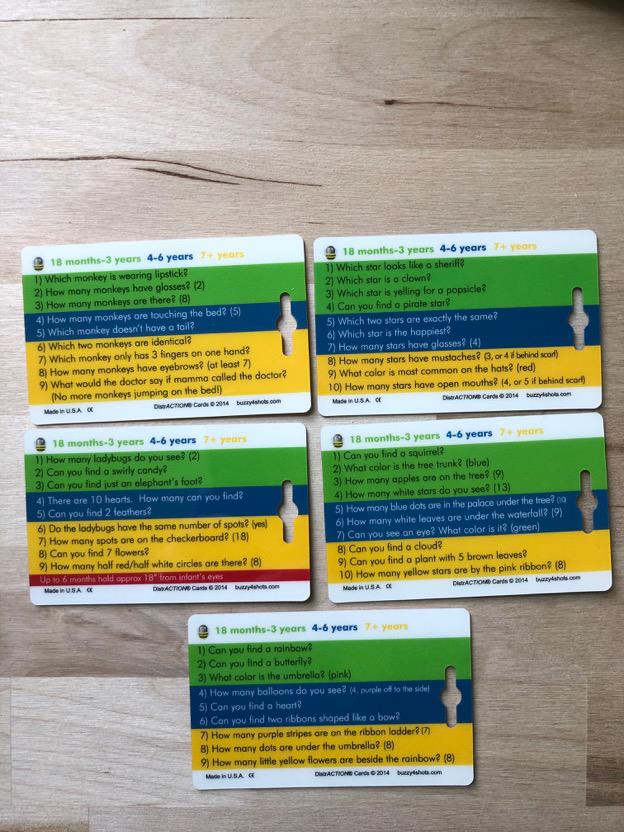 18 months-3 years 4-6 years 7+ years
1) Which monkey is wearing lipstick?
2) How many monkeys have glasses? (2)
3) How many monkeys are there? (8)
4) How many monkeys are touching the bed? (5)
5) Which monkey doesn't have a tail?
6) Which two monkeys are identical?
7) Which monkey only has 3 fingers on one hand?
8) How many monkeys have eyebrows? (at least 7)
9) What would the doctor say if mamma called the doctor?
(No more monkeys jumping on the bed!)
Made in U.S.A. CE DistrACTION® Cards © 2014 buzzy4shots.com
18 months-3 years 4-6 years 7+ years
1) Which star looks like a sheriff?
2) Which star is a clown?
3) Which star is yelling for a popsicle?
4) Can you find a pirate star?
5) Which two stars are exactly the same?
6) Which star is the happiest?
7) How many stars have glasses? (4)
8) How many stars have mustaches? (3, or 4 if behind scarf)
9) What color is most common on the hats? (red)
10) How many stars have open mouths? (4, or 5 if behind scarf)
Made in U.S.A. CE DistrACTION® Cards © 2014 buzzy4shots.com
18 months-3 years 4-6 years 7+ years
1) How many ladybugs do you see? (2)
2) Can you find a swirly candy?
3) Can you find just an elephant's foot?
4) There are 10 hearts. How many can you find?
5) Can you find 2 feathers?
6) Do the ladybugs have the same number of spots? (yes)
7) How many spots are on the checkerboard? (18)
8) Can you find 7 flowers?
9) How many half red/half white circles are there? (8)
Up to 6 months hold approx 18" from infant's eyes
Made in U.S.A. CE DistrACTION® Cards © 2014 buzzy4shots.com
18 months-3 years 4-6 years 7+ years
1) Can you find a squirrel?
2) What color is the tree trunk? (blue)
3) How many apples are on the tree? (9)
4) How many white stars do you see? (13)
5) How many blue dots are in the palace under the tree? (10)
6) How many white leaves are under the waterfall? (9)
7) Can you see an eye? What color is it? (green)
8) Can you find a cloud?
9) Can you find a plant with 5 brown leaves?
10) How many yellow stars are by the pink ribbon? (8)
Made in U.S.A. CE DistrACTION® Cards © 2014 buzzy4shots.com
18 months-3 years 4-6 years 7+ years
1) Can you find a rainbow?
2) Can you find a butterfly?
3) What color is the umbrella? (pink)
4) How many balloons do you see? (4, purple off to the side)
5) Can you find a heart?
6) Can you find two ribbons shaped like a bow?
7) How many purple stripes are on the ribbon ladder? (7)
8) How many dots are under the umbrella? (8)
9) How many little yellow flowers are beside the rainbow? (8)
Made in U.S.A. CE DistrACTION® Cards © 2014 buzzy4shots.com